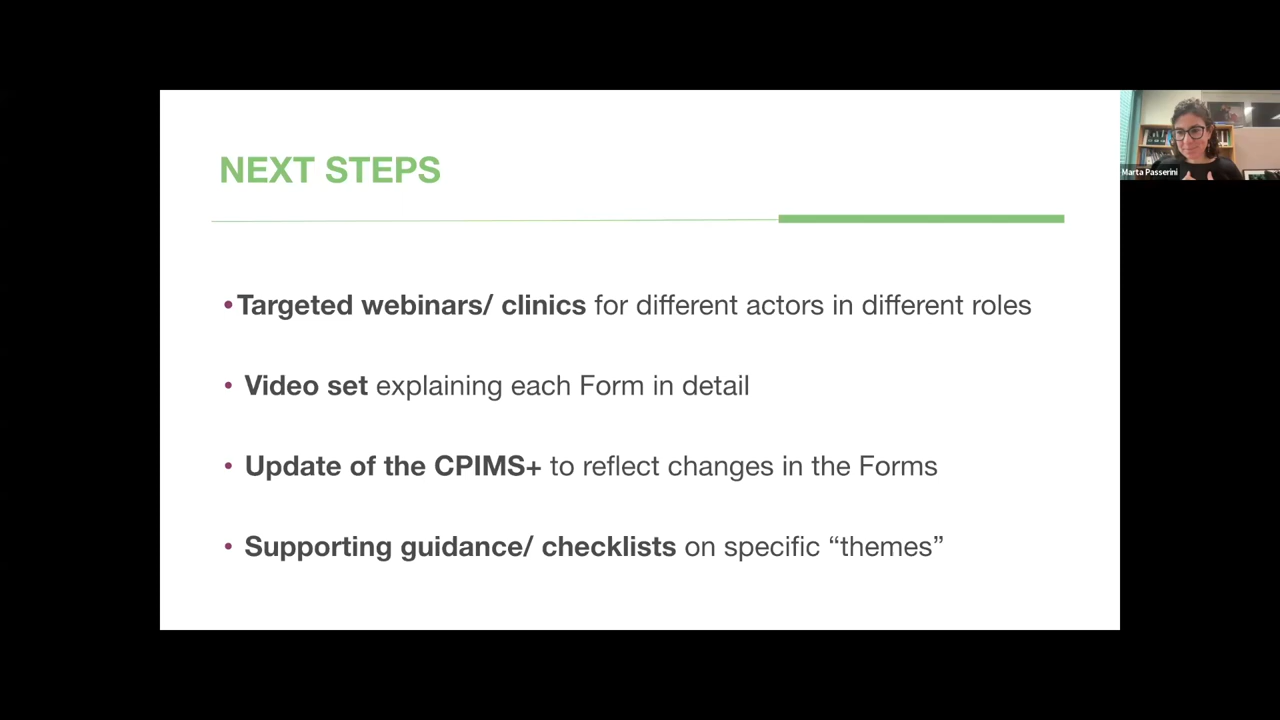 NEXT STEPS
Marta Passerini
•Targeted webinars/ clinics for different actors in different roles
• Video set explaining each Form in detail
• Update of the CPIMS+ to reflect changes in the Forms
• Supporting guidance/ checklists on specific “themes”